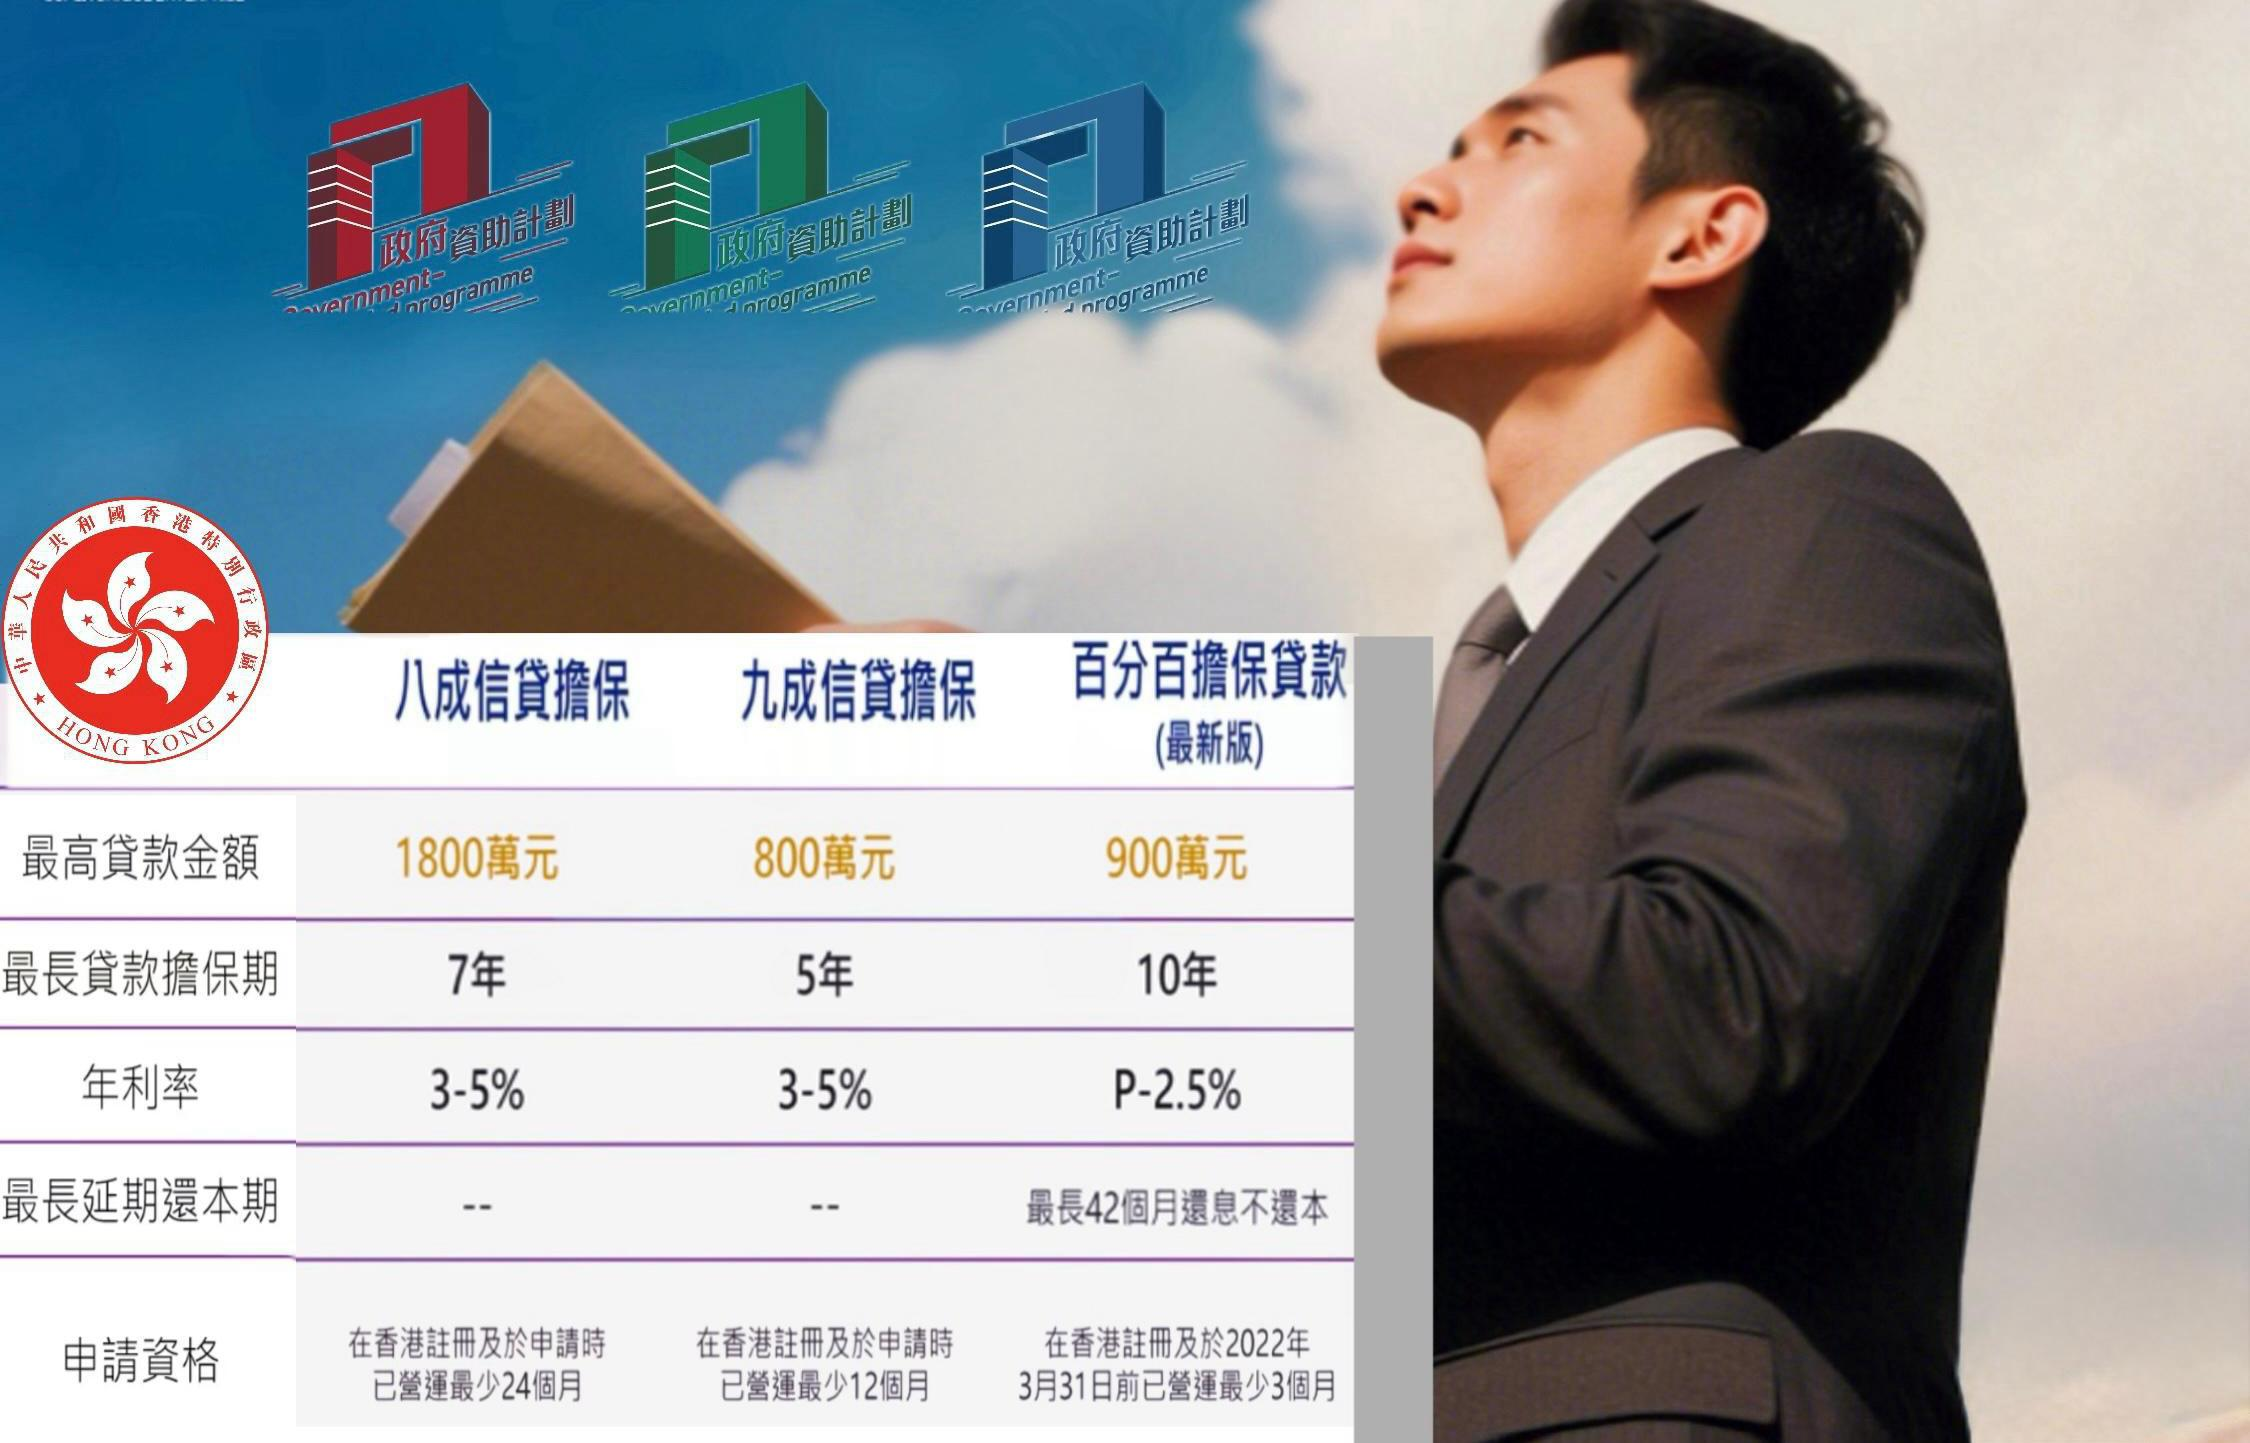 政府資助計劃
Government-
programme
政府資助計劃
Government-
programme
政府資助計劃
Government-
programme
中華人民共和國香港特別行政區
HONG KONG
八成信貸擔保 九成信貸擔保 百分百擔保貸款
(最新版)
最高貸款金額 1800萬元 800萬元 900萬元
最長貸款擔保期 7年 5年 10年
年利率 3-5% 3-5% P-2.5%
最長延期還本期 -- -- 最長42個月還息不還本
申請資格 在香港註冊及於申請時 在香港註冊及於申請時 在香港註冊及於2022年
已營運最少24個月 已營運最少12個月 3月31日前已營運最少3個月